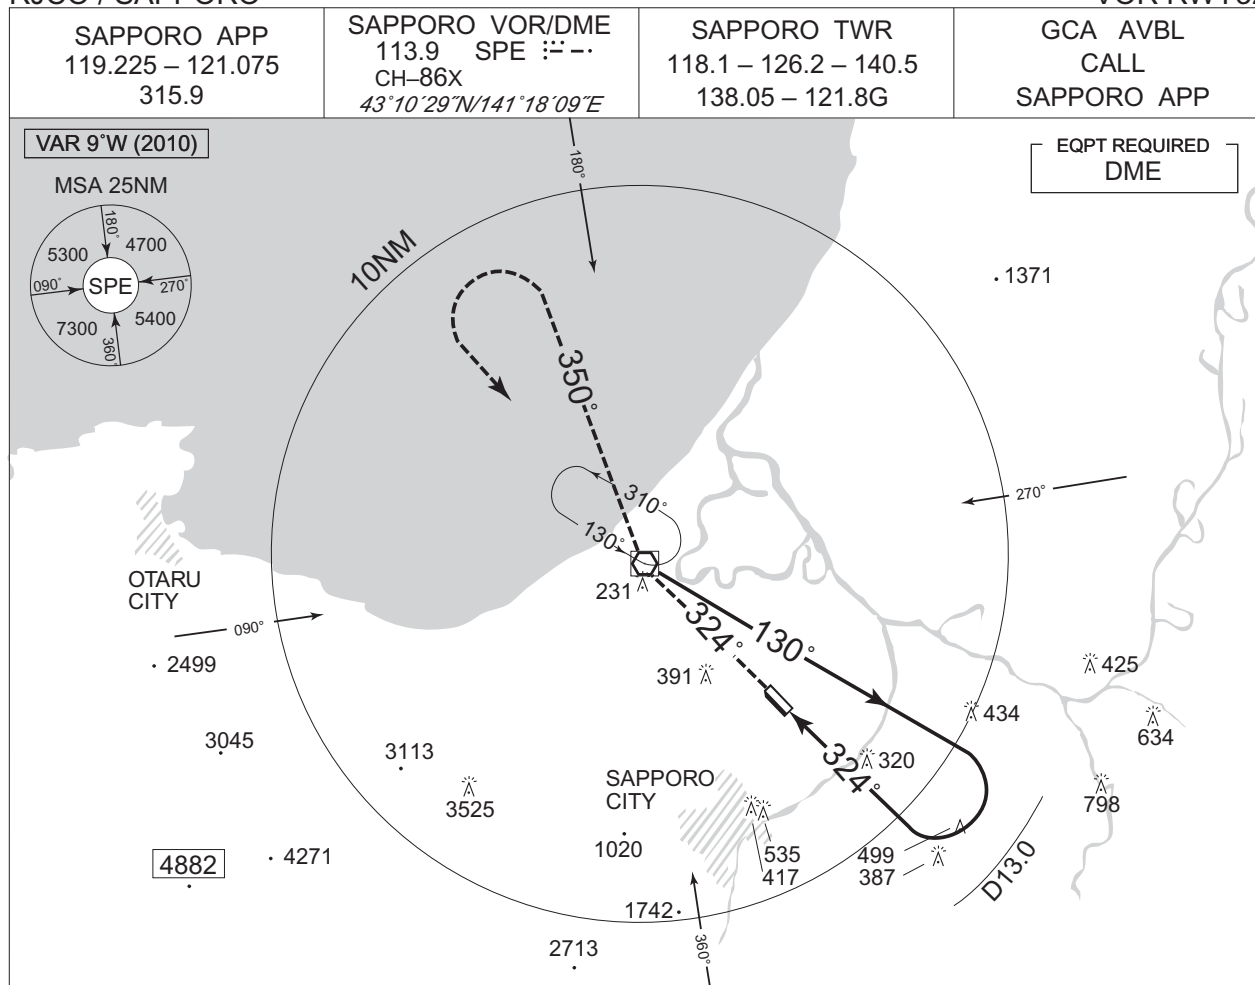 SAPPORO APP
119.225 – 121.075
315.9
SAPPORO VOR/DME
113.9 SPE
CH–86X
43°10′29″N/141°18′09″E
SAPPORO TWR
118.1 – 126.2 – 140.5
138.05 – 121.8G
GCA AVBL
CALL
SAPPORO APP
VAR 9°W (2010)
MSA 25NM
180°
5300
4700
090°
SPE
270°
7300
5400
360°
EQPT REQUIRED
DME
180°
10NM
1371
350°
310°
130°
270°
231
OTARU
CITY
090°
324°
130°
2499
391
425
434
634
3045
3113
3525
SAPPORO
CITY
320
324°
798
1020
535
417
499
387
D13.0
4882
4271
1742
360°
2713